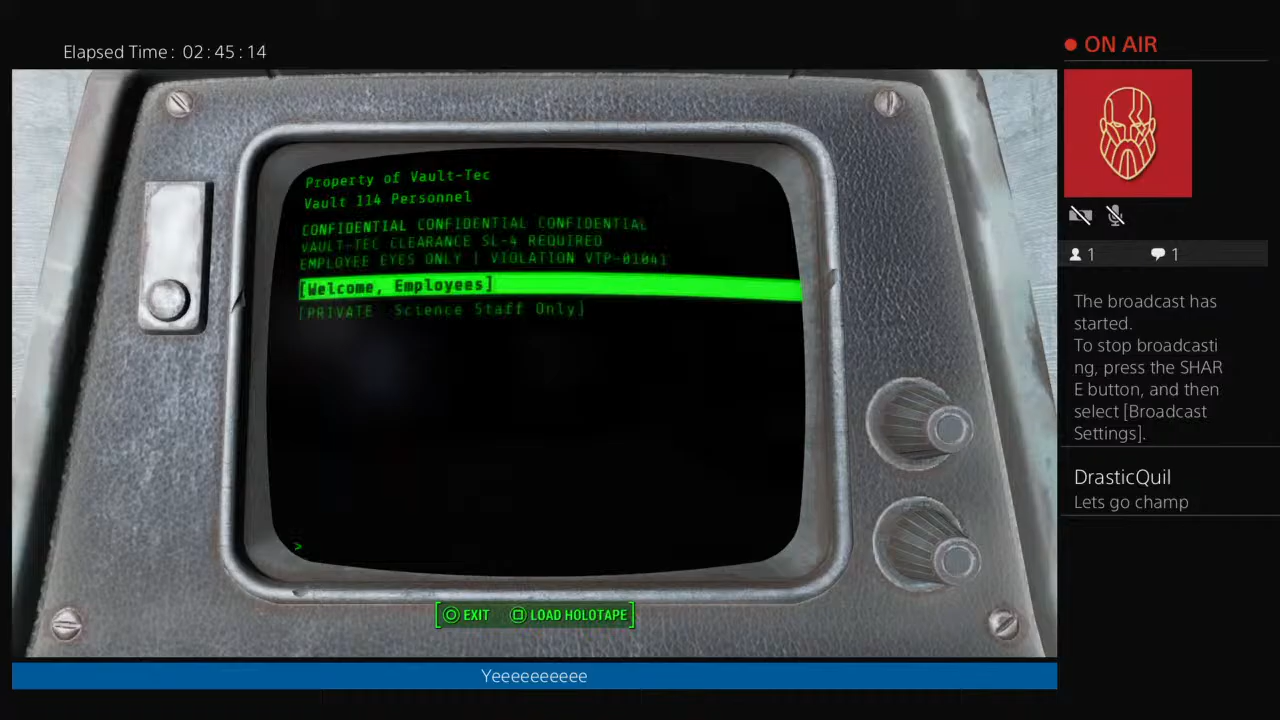 Elapsed Time: 02:45:14
ON AIR
Property of Vault-Tec
Vault 114 Personnel
CONFIDENTIAL CONFIDENTIAL CONFIDENTIAL
VAULT-TEC CLEARANCE SL-4 REQUIRED
EMPLOYEE EYES ONLY | VIOLATION VTP-01041
[Welcome, Employees]
[PRIVATE Science Staff Only]
>
EXIT LOAD HOLOTAPE
1 1
The broadcast has
started.
To stop broadcasti
ng, press the SHAR
E button, and then
select [Broadcast
Settings].
DrasticQuil
Lets go champ
Yeeeeeeeeee